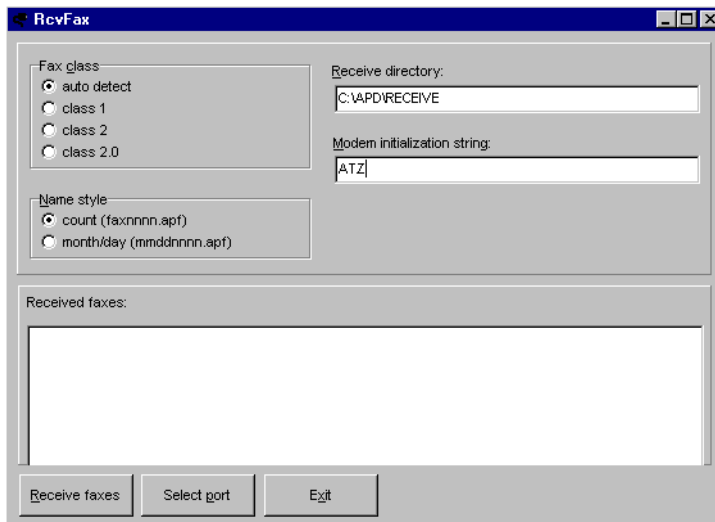 RcvFax
Fax class
auto detect
class 1
class 2
class 2.0
Name style
count (faxnnnn.apf)
month/day (mmddnnnn.apf)
Receive directory:
C:\APD\RECEIVE
Modem initialization string:
ATZ
Received faxes:
Receive faxes
Select port
Exit